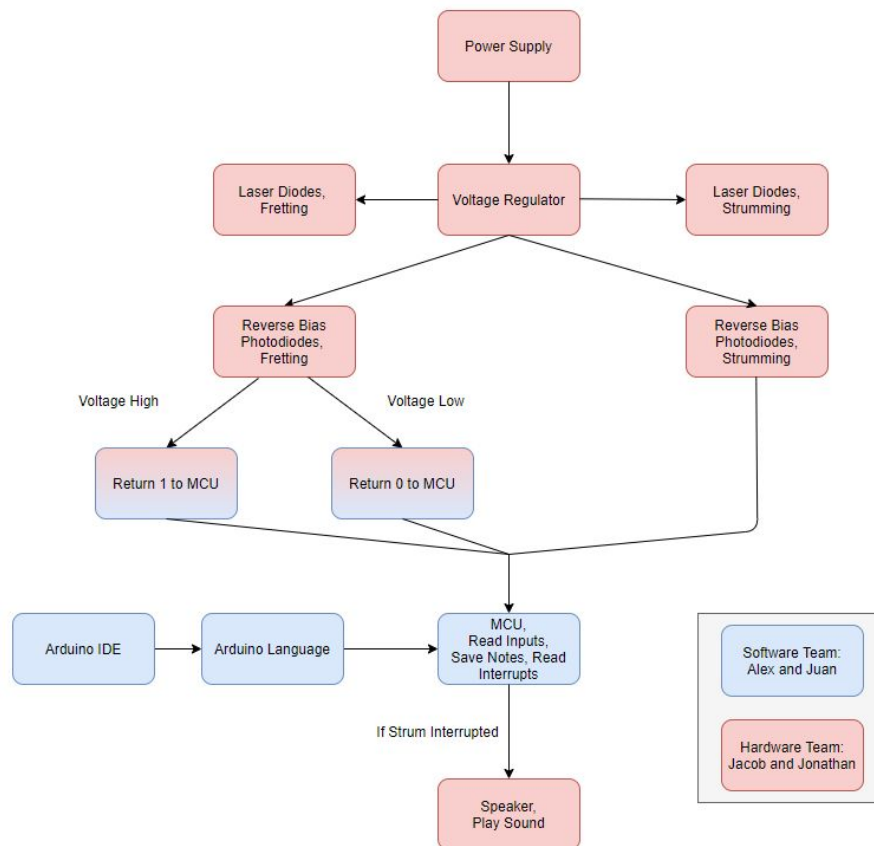 Power Supply
Laser Diodes,
Fretting
Voltage Regulator
Laser Diodes,
Strumming
Reverse Bias
Photodiodes,
Fretting
Reverse Bias
Photodiodes,
Strumming
Voltage High
Voltage Low
Return 1 to MCU
Return 0 to MCU
Arduino IDE
Arduino Language
MCU,
Read Inputs,
Save Notes, Read
Interrupts
Software Team:
Alex and Juan
If Strum Interrupted
Hardware Team:
Jacob and Jonathan
Speaker,
Play Sound